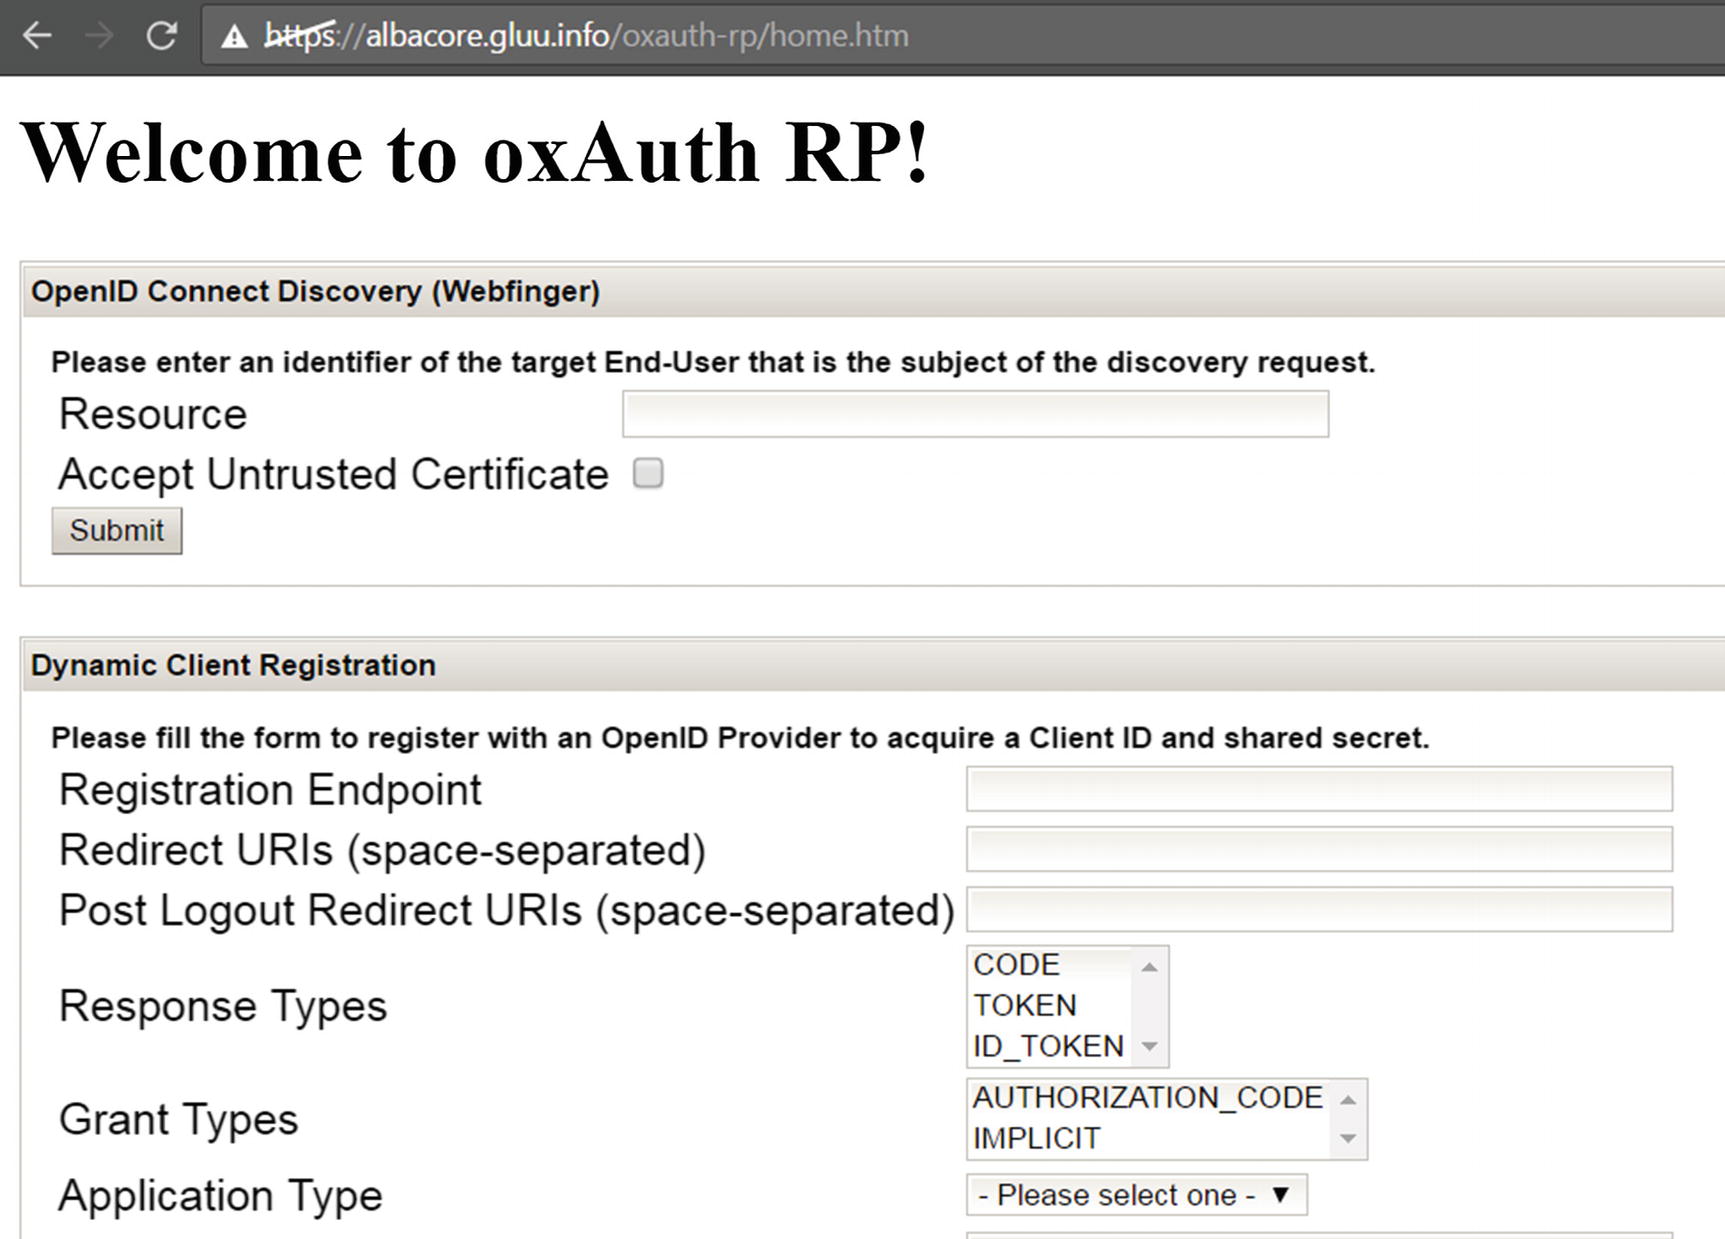 https://albacore.gluu.info/oxauth-rp/home.htm
Welcome to oxAuth RP!
OpenID Connect Discovery (Webfinger)
Please enter an identifier of the target End-User that is the subject of the discovery request.
Resource
Accept Untrusted Certificate
Submit
Dynamic Client Registration
Please fill the form to register with an OpenID Provider to acquire a Client ID and shared secret.
Registration Endpoint
Redirect URIs (space-separated)
Post Logout Redirect URIs (space-separated)
Response Types
CODE
TOKEN
ID_TOKEN
Grant Types
AUTHORIZATION_CODE
IMPLICIT
Application Type
- Please select one -